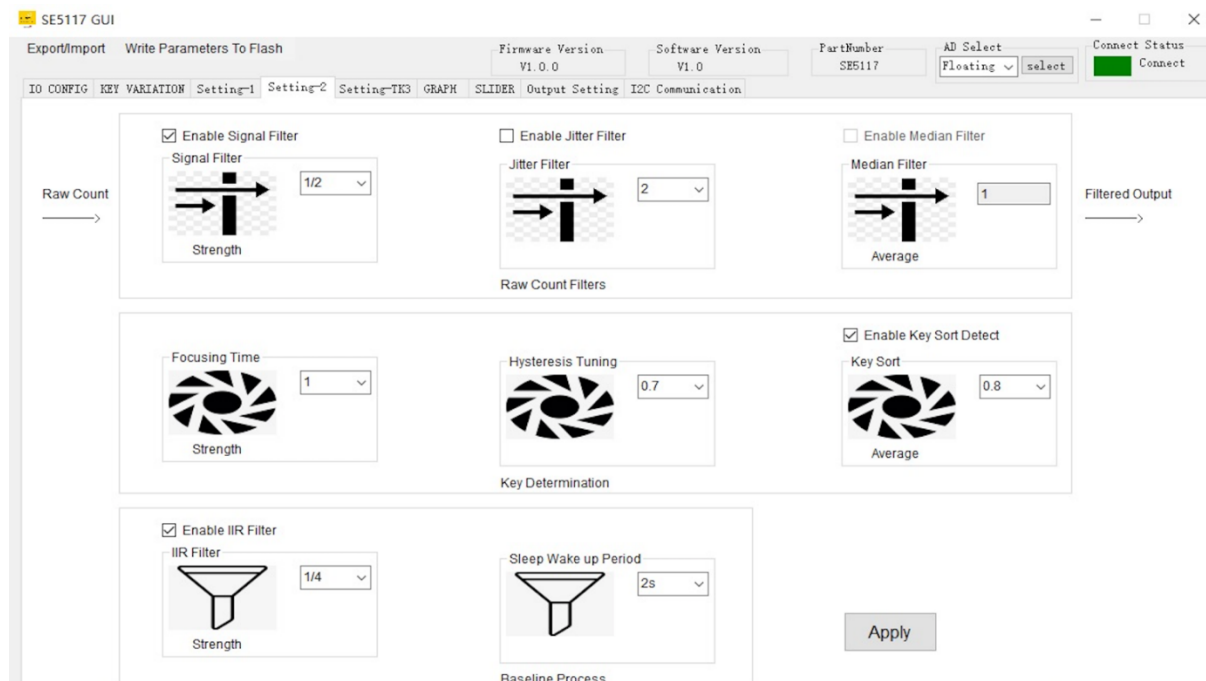 SE5117 GUI
Export/Import Write Parameters To Flash
Firmware Version
V1.0.0
Software Version
V1.0
PartNumber
SE5117
AD Select
Floating select
Connect Status
Connect
IO CONFIG KEY VARIATION Setting-1 Setting-2 Setting-TK3 GRAPH SLIDER Output Setting I2C Communication
Raw Count
Enable Signal Filter
Signal Filter
1/2
Strength
Enable Jitter Filter
Jitter Filter
2
Enable Median Filter
Median Filter
1
Average
Filtered Output
Raw Count Filters
Focusing Time
1
Strength
Hysteresis Tuning
0.7
Enable Key Sort Detect
Key Sort
0.8
Average
Key Determination
Enable IIR Filter
IIR Filter
1/4
Strength
Sleep Wake up Period
2s
Baseline Process
Apply